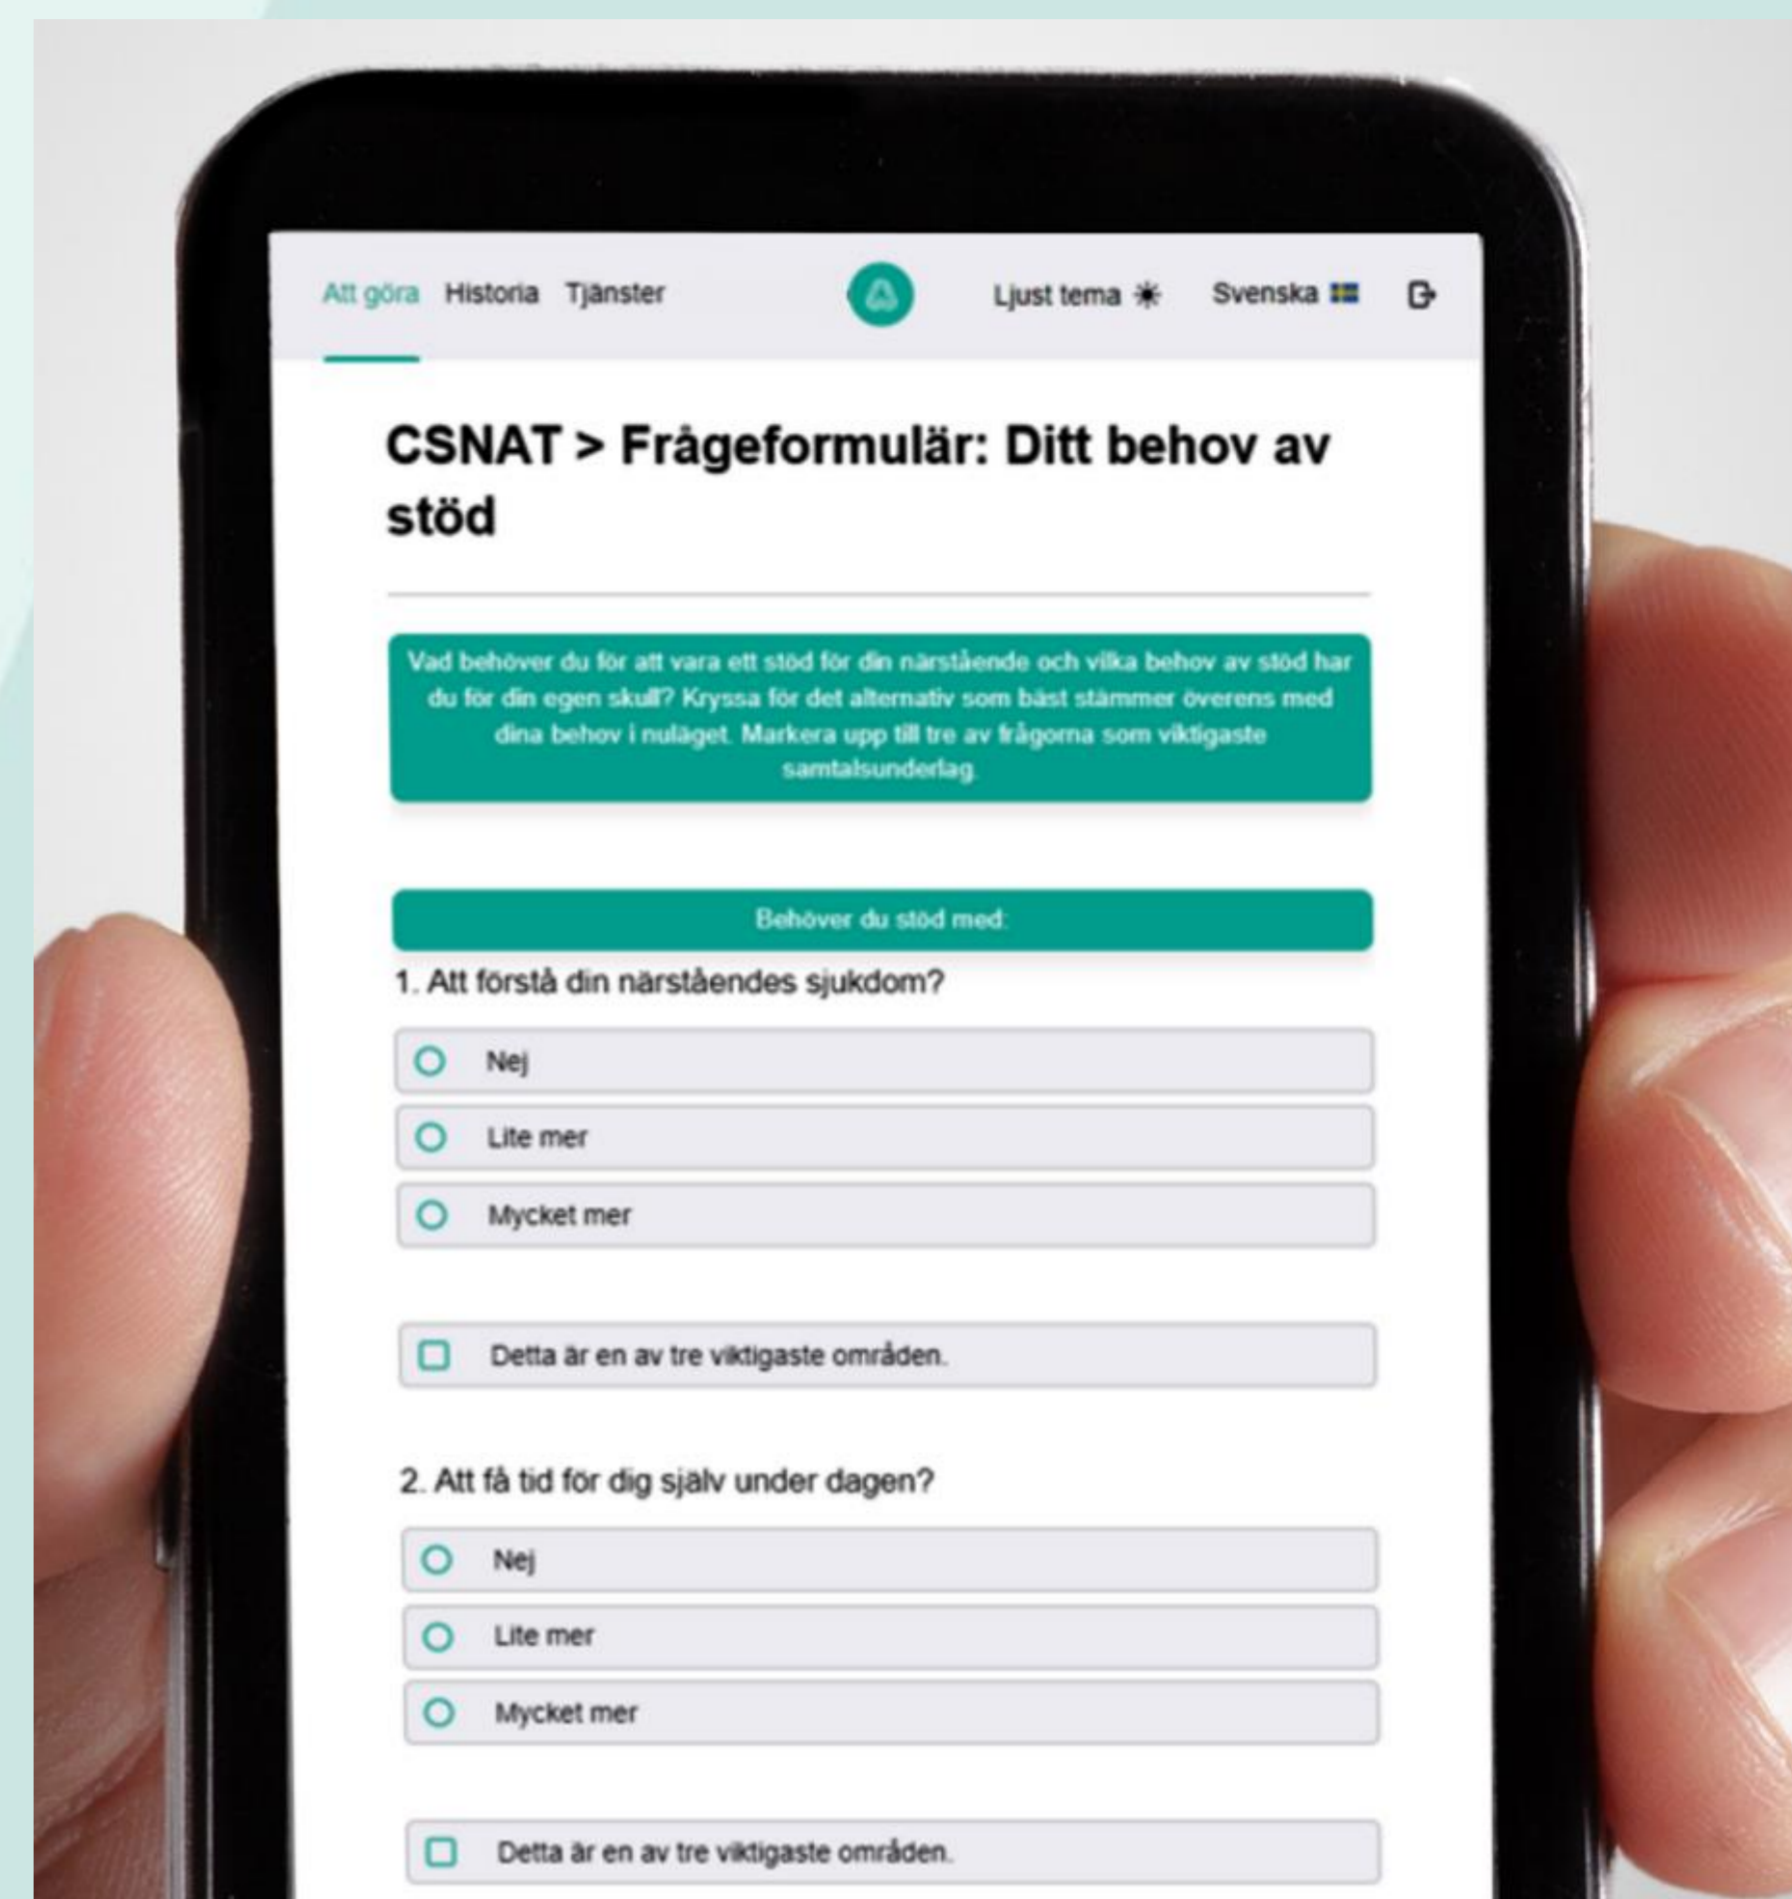 Att göra Historia Tjänster Ljust tema Svenska
CSNAT > Frågeformulär: Ditt behov av
stöd
Vad behöver du för att vara ett stöd för din närstående och vilka behov av stöd har
du för din egen skull? Kryssa för det alternativ som bäst stämmer överens med
dina behov i nuläget. Markera upp till tre av frågorna som viktigaste
samtalsunderlag.
Behöver du stöd med:
1. Att förstå din närståendes sjukdom?
Nej
Lite mer
Mycket mer
Detta är en av tre viktigaste områden.
2. Att få tid för dig själv under dagen?
Nej
Lite mer
Mycket mer
Detta är en av tre viktigaste områden.